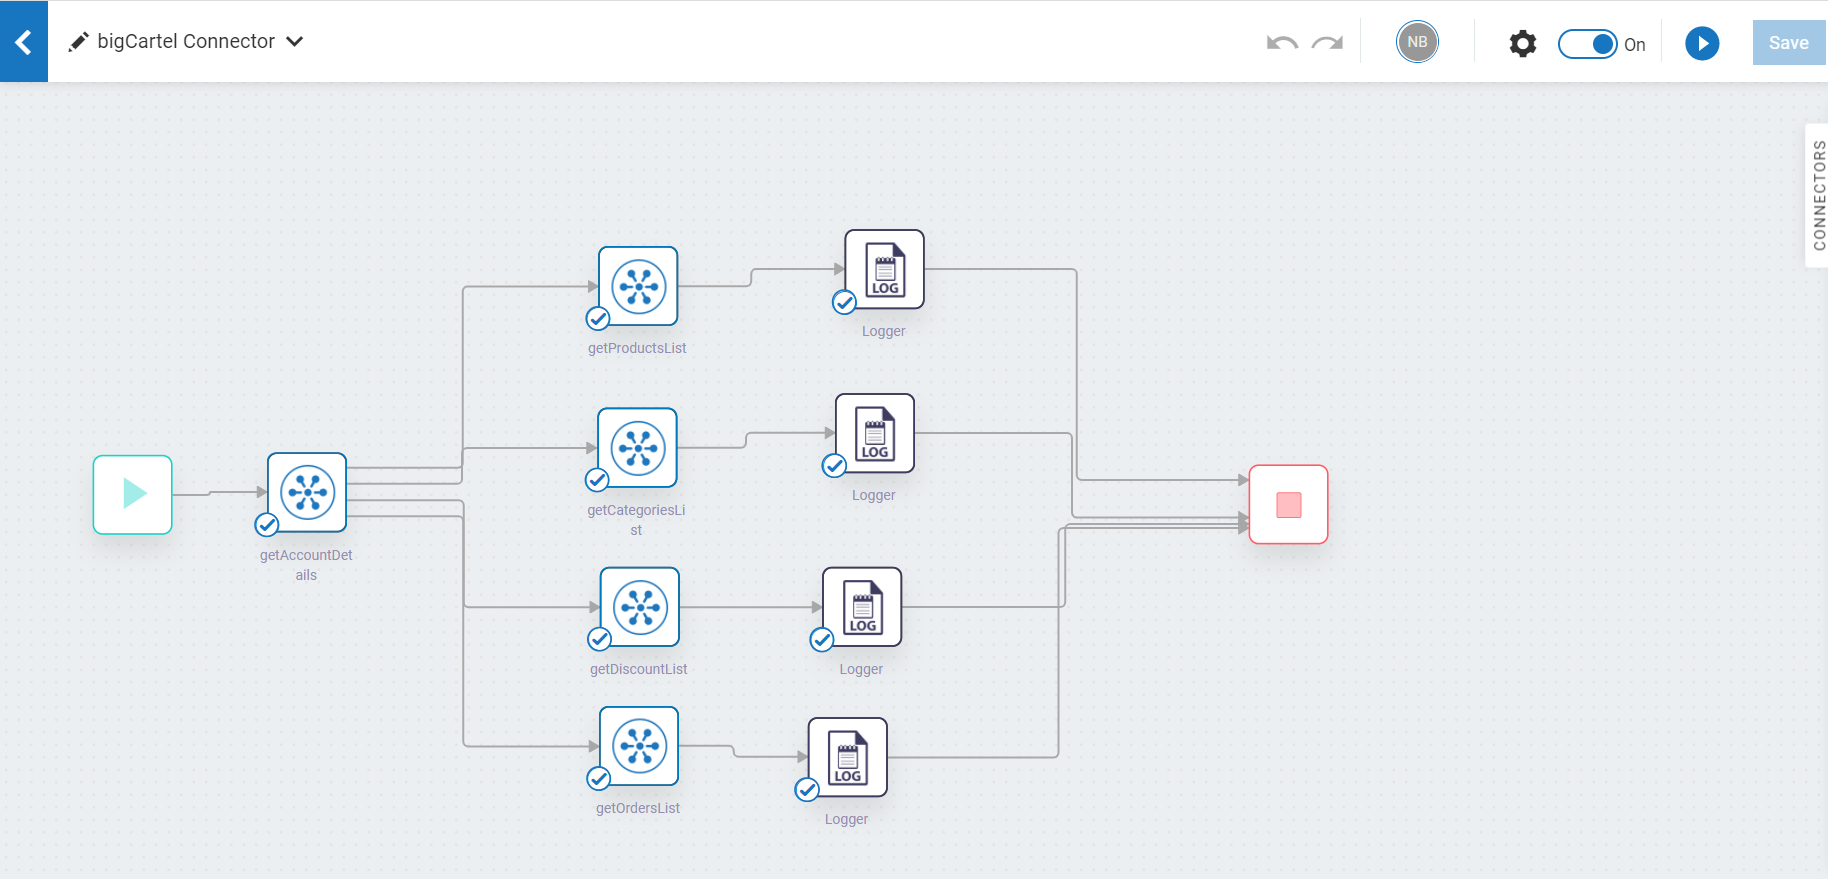 bigCartel Connector
NB
On
Save
CONNECTORS
LOG
Logger
getProductsList
LOG
Logger
getCategoriesLi
st
getAccountDet
ails
LOG
Logger
getDiscountList
LOG
Logger
getOrdersList